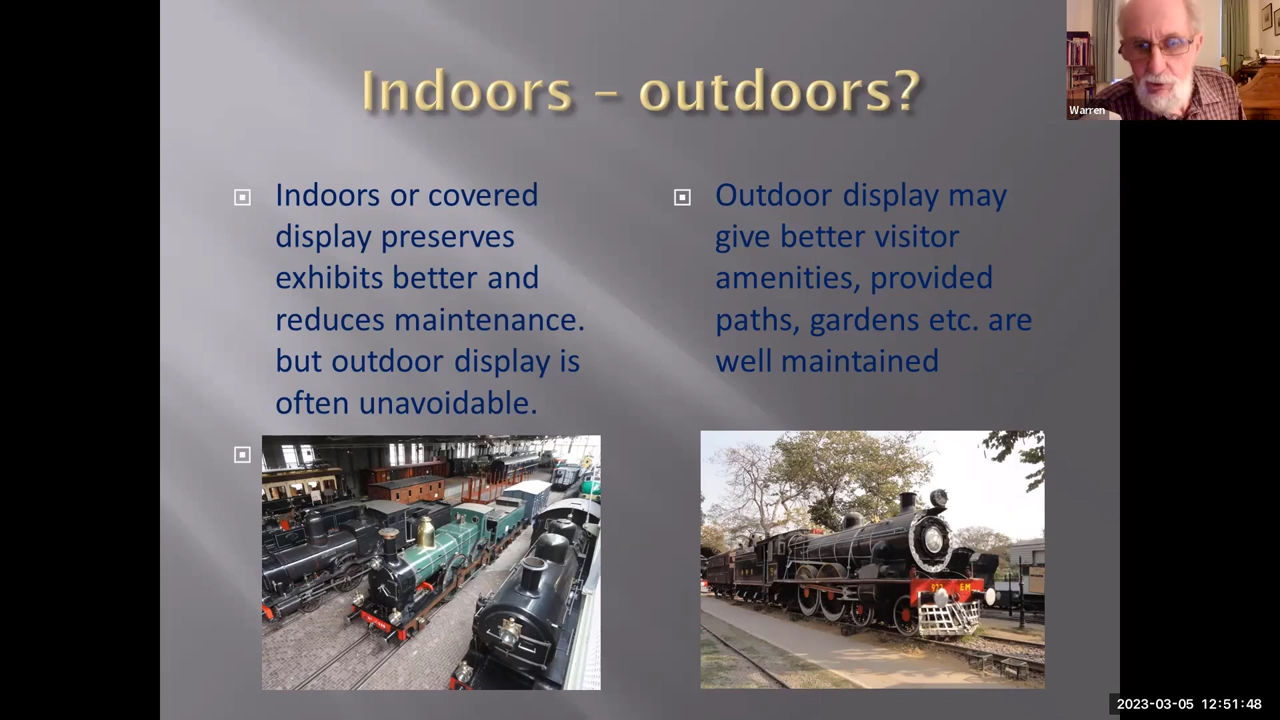 Indoors – outdoors?
Warren
Indoors or covered
display preserves
exhibits better and
reduces maintenance.
but outdoor display is
often unavoidable.
Outdoor display may
give better visitor
amenities, provided
paths, gardens etc. are
well maintained
EM
2023-03-05 12:51:48